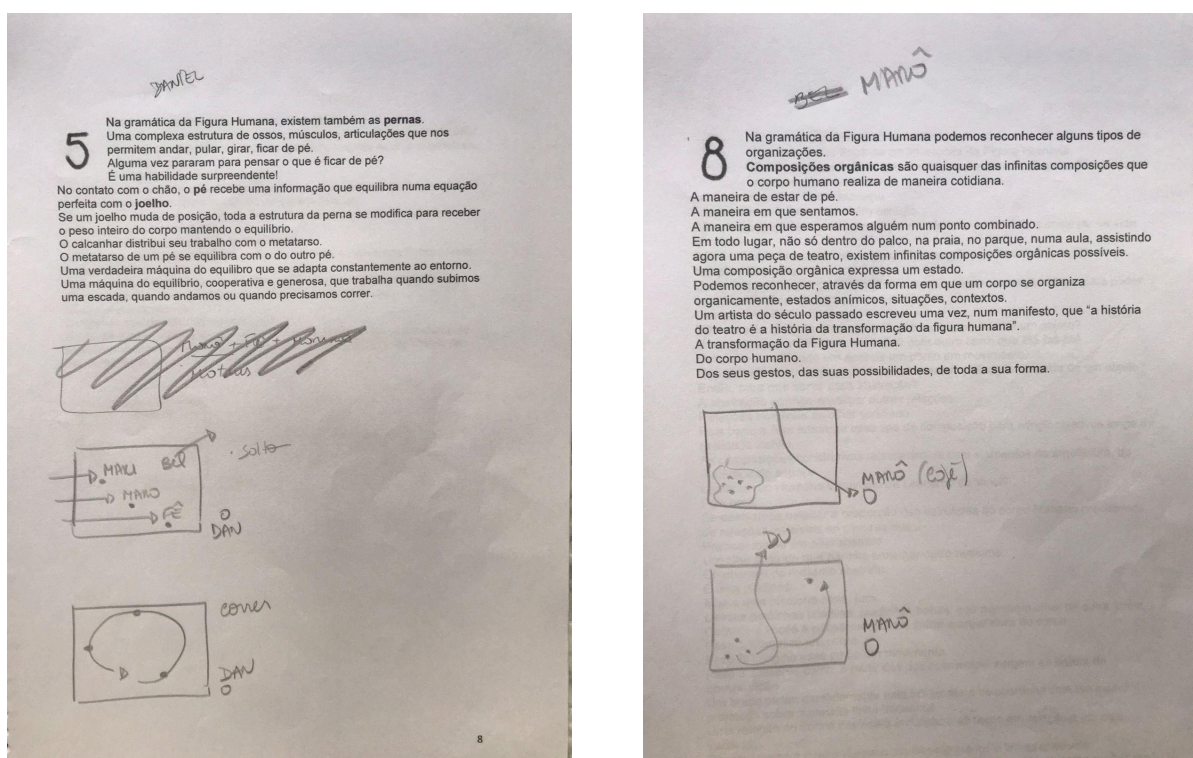 DANIEL
5
Na gramática da Figura Humana, existem também as pernas.
Uma complexa estrutura de ossos, músculos, articulações que nos
permitem andar, pular, girar, ficar de pé.
Alguma vez pararam para pensar o que é ficar de pé?
É uma habilidade surpreendente!
No contato com o chão, o pé recebe uma informação que equilibra numa equação
perfeita com o joelho.
Se um joelho muda de posição, toda a estrutura da perna se modifica para receber
o peso inteiro do corpo mantendo o equilíbrio.
O calcanhar distribui seu trabalho com o metatarso.
O metatarso de um pé se equilibra com o do outro pé.
Uma verdadeira máquina do equilibro que se adapta constantemente ao entorno.
Uma máquina do equilíbrio, cooperativa e generosa, que trabalha quando subimos
uma escada, quando andamos ou quando precisamos correr.
MALU BEL
MANO
FÊ
DAN
correr
DAN
8
BEL MANÔ
8
Na gramática da Figura Humana podemos reconhecer alguns tipos de
organizações.
Composições orgânicas são quaisquer das infinitas composições que
o corpo humano realiza de maneira cotidiana.
A maneira de estar de pé.
A maneira em que sentamos.
A maneira em que esperamos alguém num ponto combinado.
Em todo lugar, não só dentro do palco, na praia, no parque, numa aula, assistindo
agora uma peça de teatro, existem infinitas composições orgânicas possíveis.
Uma composição orgânica expressa um estado.
Podemos reconhecer, através da forma em que um corpo se organiza
organicamente, estados anímicos, situações, contextos.
Um artista do século passado escreveu uma vez, num manifesto, que "a história
do teatro é a história da transformação da figura humana".
A transformação da Figura Humana.
Do corpo humano.
Dos seus gestos, das suas possibilidades, de toda a sua forma.
MANÔ
DU
MANÔ